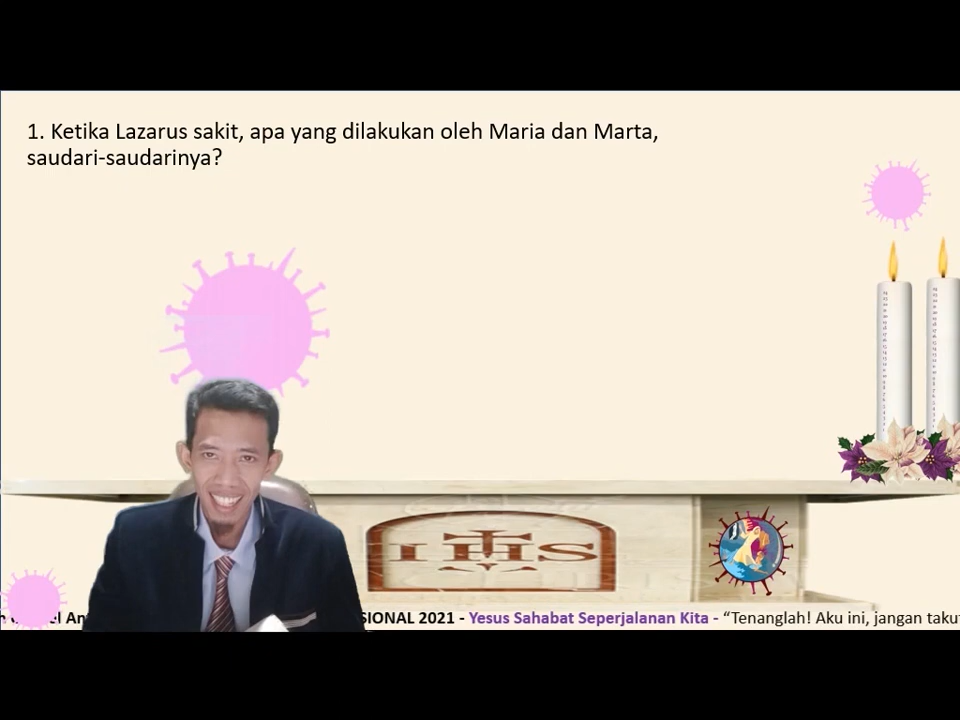 1. Ketika Lazarus sakit, apa yang dilakukan oleh Maria dan Marta,
saudari-saudarinya?
IHS
SIONAL 2021 - Yesus Sahabat Seperjalanan Kita - “Tenanglah! Aku ini, jangan takut